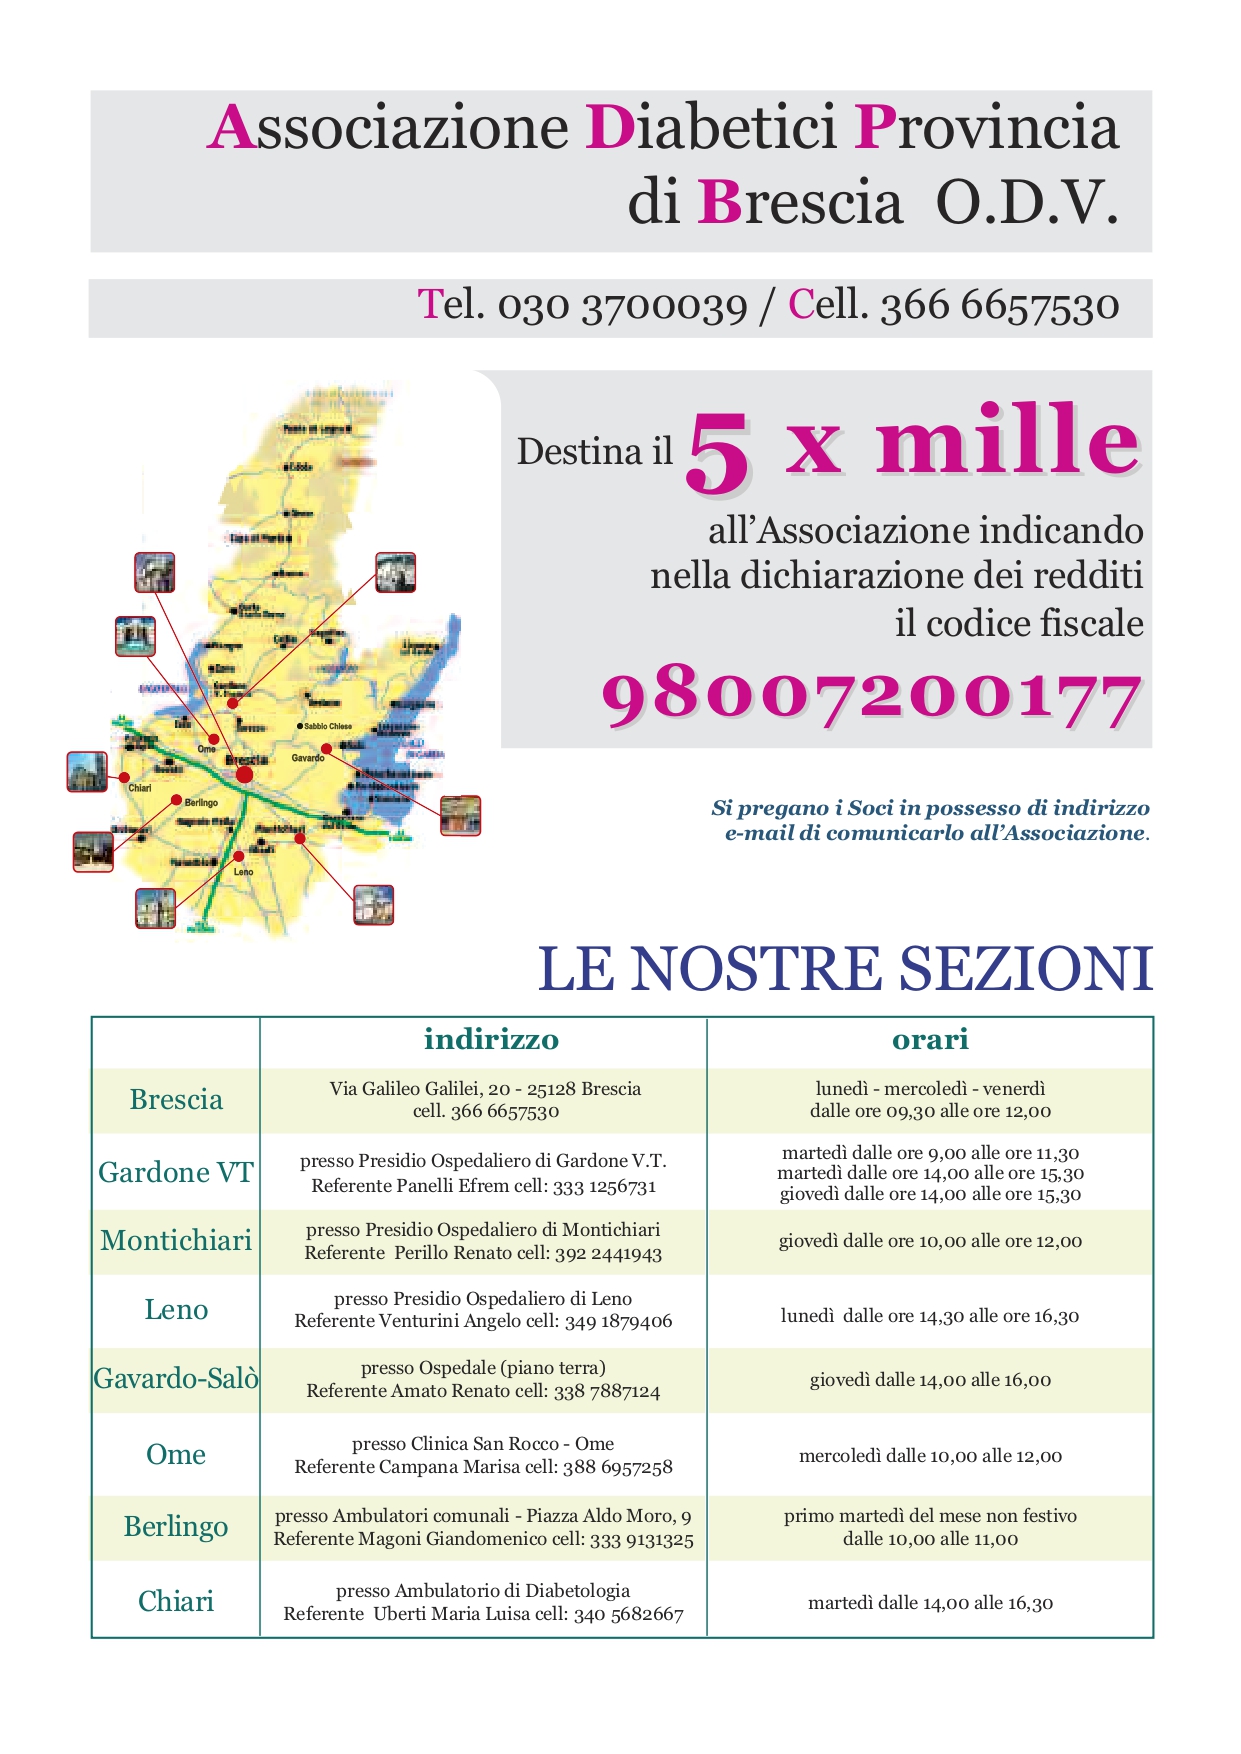 Associazione Diabetici Provincia
di Brescia O.D.V.
Tel. 030 3700039 / Cell. 366 6657530
Destina il 5 x mille
all'Associazione indicando
nella dichiarazione dei redditi
il codice fiscale
98007200177
Sabbio Chiese
Ome
Brescia
Gavardo
Chiari
Berlingo
Montichiari
Leno
Si pregano i Soci in possesso di indirizzo
e-mail di comunicarlo all'Associazione.
LE NOSTRE SEZIONI
indirizzo orari
Brescia
Via Galileo Galilei, 20 - 25128 Brescia
cell. 366 6657530
lunedì - mercoledì - venerdì
dalle ore 09,30 alle ore 12,00
Gardone VT
presso Presidio Ospedaliero di Gardone V.T.
Referente Panelli Efrem cell: 333 1256731
martedì dalle ore 9,00 alle ore 11,30
martedì dalle ore 14,00 alle ore 15,30
giovedì dalle ore 14,00 alle ore 15,30
Montichiari
presso Presidio Ospedaliero di Montichiari
Referente Perillo Renato cell: 392 2441943
giovedì dalle ore 10,00 alle ore 12,00
Leno
presso Presidio Ospedaliero di Leno
Referente Venturini Angelo cell: 349 1879406
lunedì dalle ore 14,30 alle ore 16,30
Gavardo-Salò
presso Ospedale (piano terra)
Referente Amato Renato cell: 338 7887124
giovedì dalle 14,00 alle 16,00
Ome
presso Clinica San Rocco - Ome
Referente Campana Marisa cell: 388 6957258
mercoledì dalle 10,00 alle 12,00
Berlingo
presso Ambulatori comunali - Piazza Aldo Moro, 9
Referente Magoni Giandomenico cell: 333 9131325
primo martedì del mese non festivo
dalle 10,00 alle 11,00
Chiari
presso Ambulatorio di Diabetologia
Referente Uberti Maria Luisa cell: 340 5682667
martedì dalle 14,00 alle 16,30